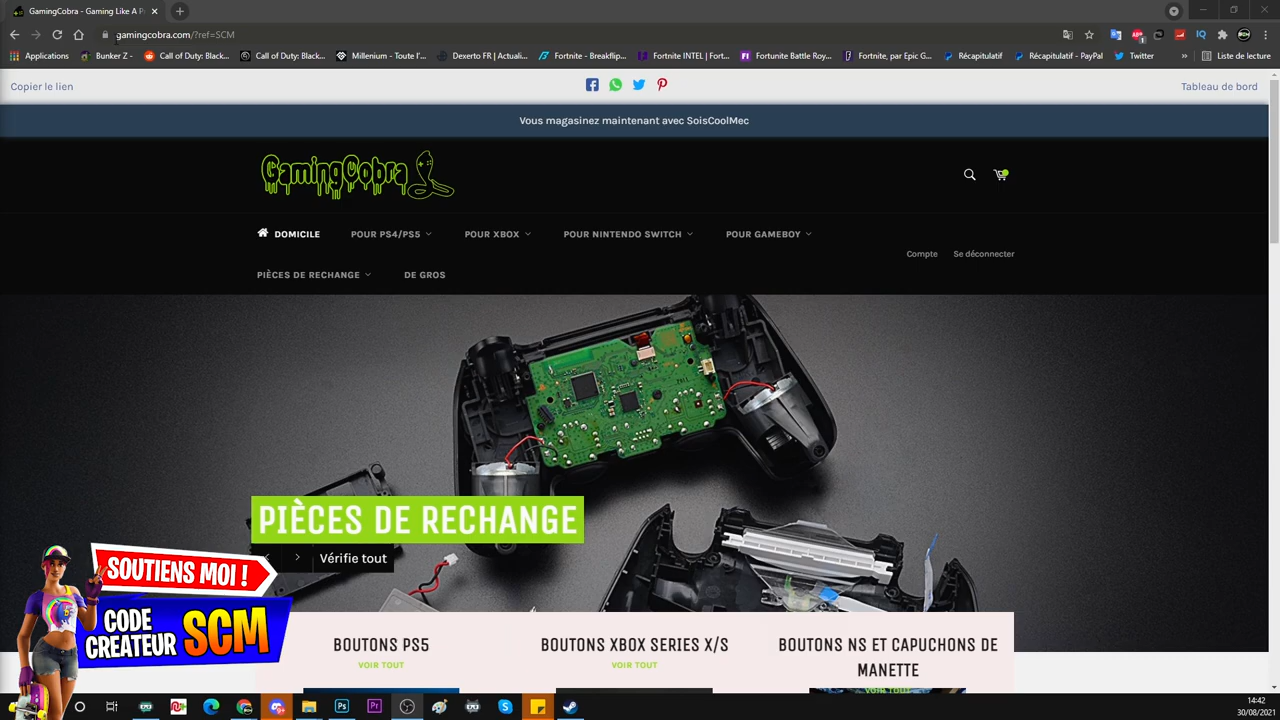 GamingCobra - Gaming Like A P
gamingcobra.com/?ref=SCM
Applications
Bunker Z -
Call of Duty: Black...
Call of Duty: Black...
Millenium - Toute l'...
Dexerto FR | Actuali...
Fortnite - Breakflip...
Fortnite INTEL | Fort...
Fortunite Battle Roy...
Fortnite, par Epic G...
Récapitulatif
Récapitulatif - PayPal
Twitter
»
Liste de lecture
Copier le lien
Tableau de bord
Vous magasinez maintenant avec SoisCoolMec
GamingCobra
DOMICILE
POUR PS4/PS5
POUR XBOX
POUR NINTENDO SWITCH
POUR GAMEBOY
Compte
Se déconnecter
PIÈCES DE RECHANGE
DE GROS
PIÈCES DE RECHANGE
Vérifie tout
SOUTIENS MOI !
CODE
CREATEUR SCM
BOUTONS PS5
VOIR TOUT
BOUTONS XBOX SERIES X/S
VOIR TOUT
BOUTONS NS ET CAPUCHONS DE
MANETTE
VOIR TOUT
14:42
30/08/2021